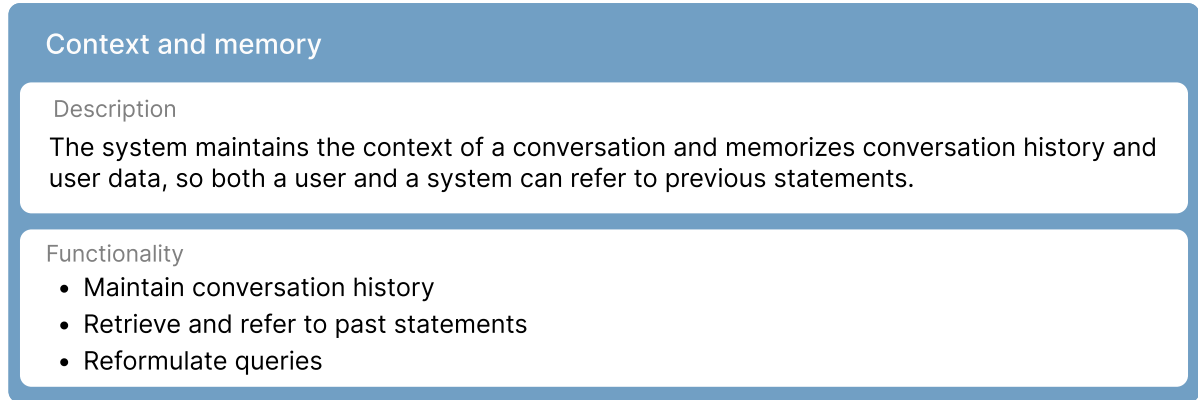 Context and memory
Description
The system maintains the context of a conversation and memorizes conversation history and
user data, so both a user and a system can refer to previous statements.
Functionality
• Maintain conversation history
• Retrieve and refer to past statements
• Reformulate queries